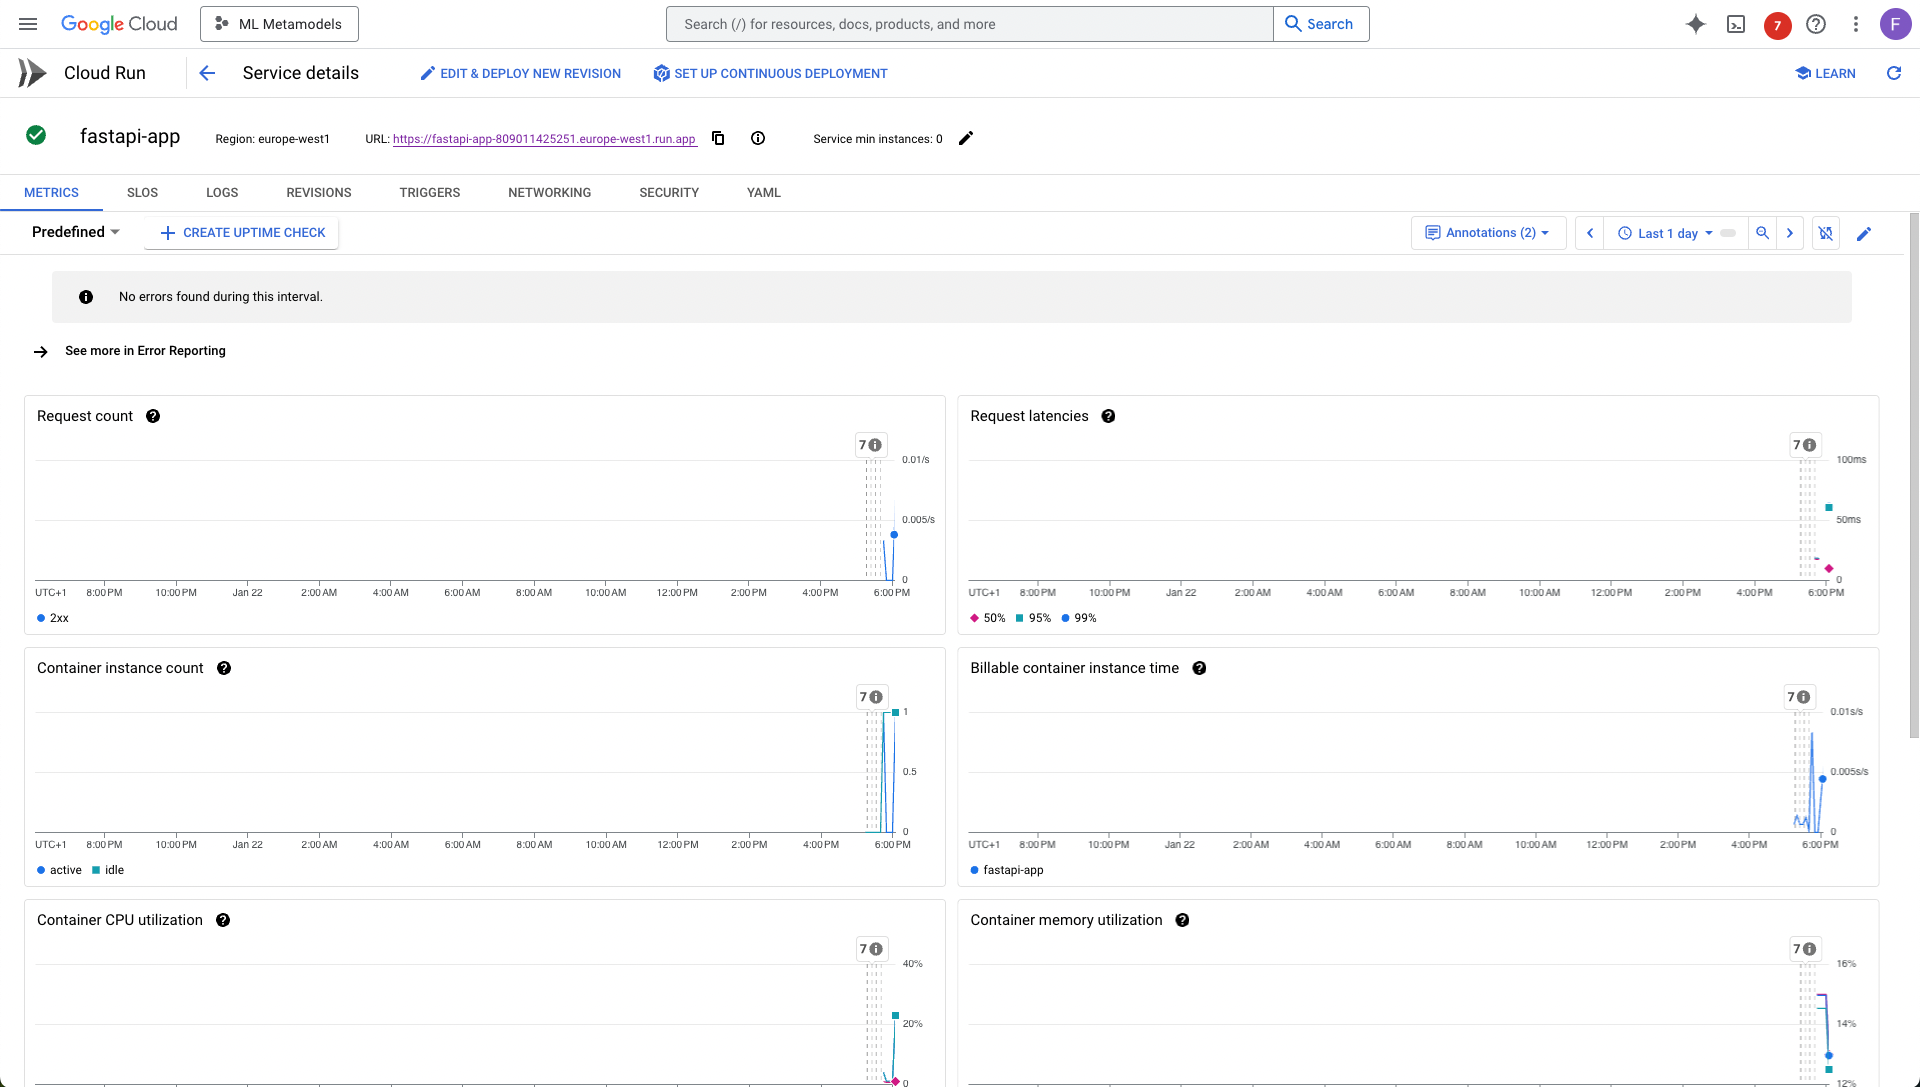 Google Cloud
ML Metamodels
Search (/) for resources, docs, products, and more
Search
7
F
Cloud Run
Service details
EDIT & DEPLOY NEW REVISION
SET UP CONTINUOUS DEPLOYMENT
LEARN
fastapi-app
Region: europe-west1
URL: https://fastapi-app-809011425251.europe-west1.run.app
Service min instances: 0
METRICS
SLOS
LOGS
REVISIONS
TRIGGERS
NETWORKING
SECURITY
YAML
Predefined
CREATE UPTIME CHECK
Annotations (2)
Last 1 day
No errors found during this interval.
See more in Error Reporting
Request count
7
0.01/s
0.005/s
0
UTC+1 8:00 PM 10:00 PM Jan 22 2:00 AM 4:00 AM 6:00 AM 8:00 AM 10:00 AM 12:00 PM 2:00 PM 4:00 PM 6:00 PM
2xx
Request latencies
7
100ms
50ms
0
UTC+1 8:00 PM 10:00 PM Jan 22 2:00 AM 4:00 AM 6:00 AM 8:00 AM 10:00 AM 12:00 PM 2:00 PM 4:00 PM 6:00 PM
50% 95% 99%
Container instance count
7
1
0.5
0
UTC+1 8:00 PM 10:00 PM Jan 22 2:00 AM 4:00 AM 6:00 AM 8:00 AM 10:00 AM 12:00 PM 2:00 PM 4:00 PM 6:00 PM
active idle
Billable container instance time
7
0.01s/s
0.005s/s
0
UTC+1 8:00 PM 10:00 PM Jan 22 2:00 AM 4:00 AM 6:00 AM 8:00 AM 10:00 AM 12:00 PM 2:00 PM 4:00 PM 6:00 PM
fastapi-app
Container CPU utilization
7
40%
20%
0
Container memory utilization
7
16%
14%
12%